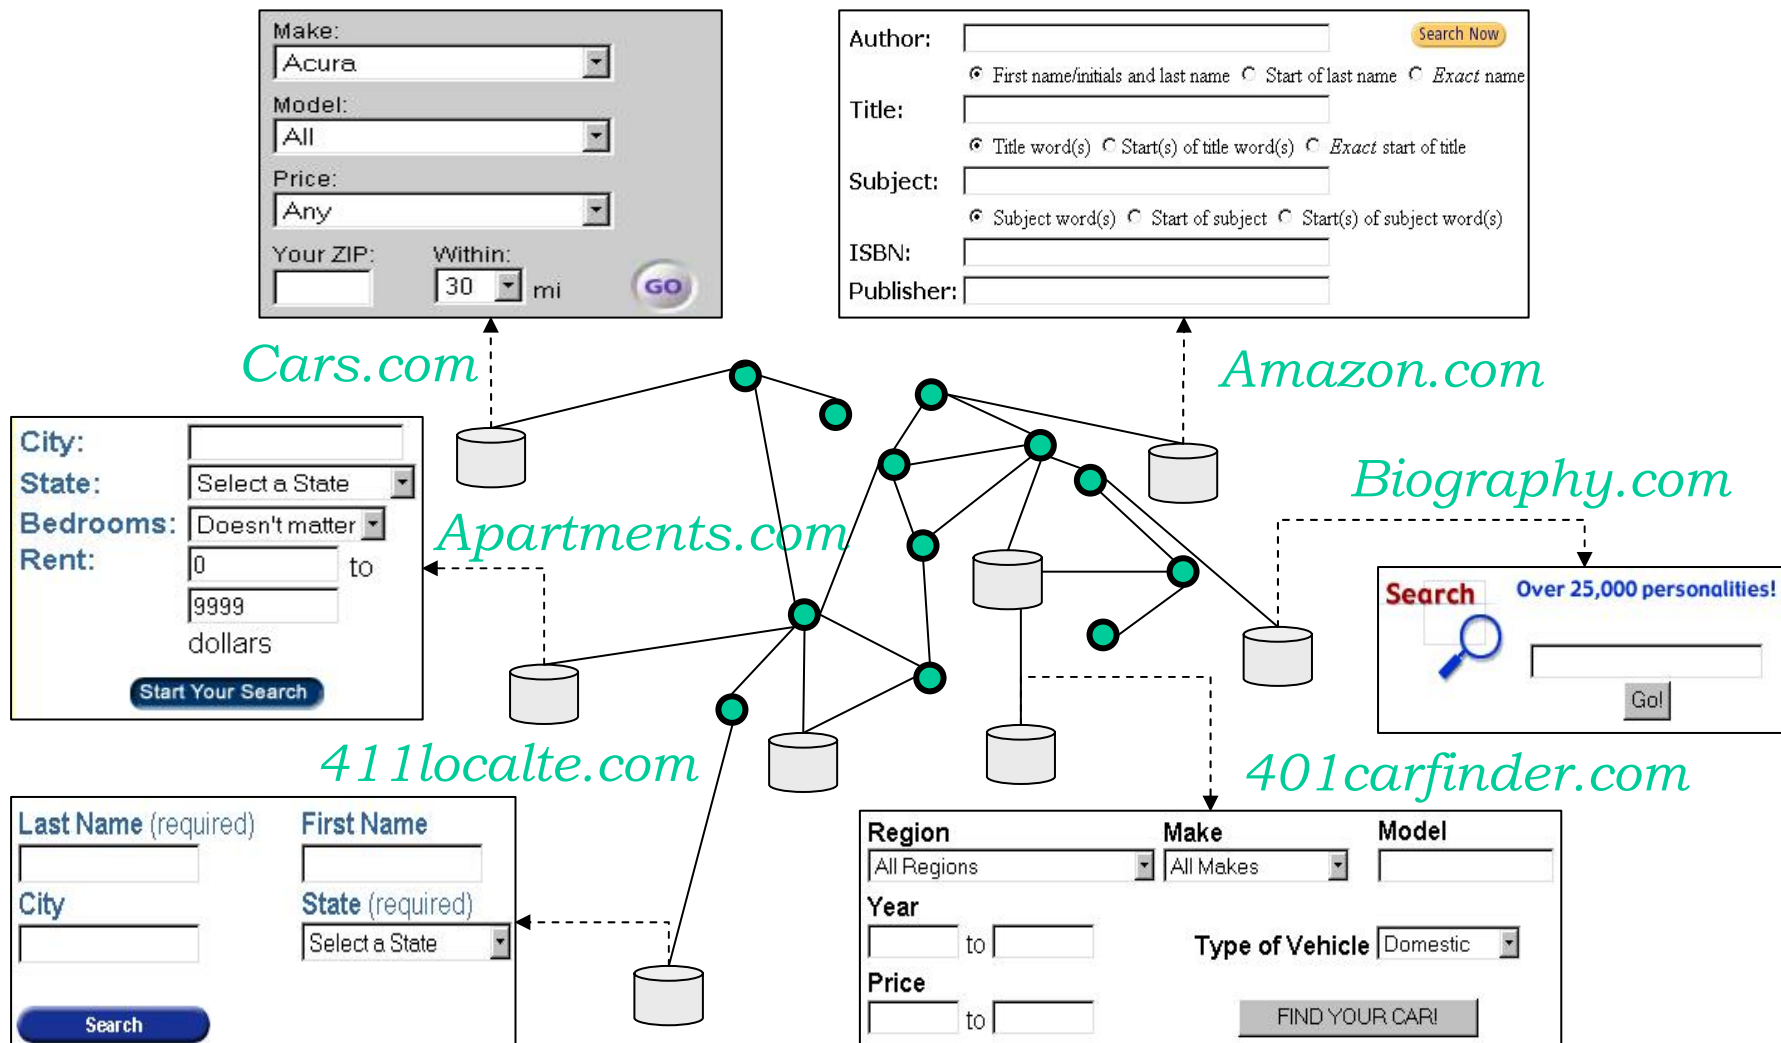 Make:
Acura
Model:
All
Price:
Any
Your ZIP: Within:
30 mi GO
Author: Search Now
First name/initials and last name Start of last name Exact name
Title:
Title word(s) Start(s) of title word(s) Exact start of title
Subject:
Subject word(s) Start of subject Start(s) of subject word(s)
ISBN:
Publisher:
Cars.com
Amazon.com
City:
State: Select a State
Bedrooms: Doesn't matter
Rent: 0 to
9999
dollars
Start Your Search
Apartments.com
Biography.com
Search Over 25,000 personalities!
Go!
411localte.com
401carfinder.com
Last Name (required) First Name
City State (required)
Select a State
Search
Region Make Model
All Regions All Makes
Year
to Type of Vehicle Domestic
Price
to FIND YOUR CAR!